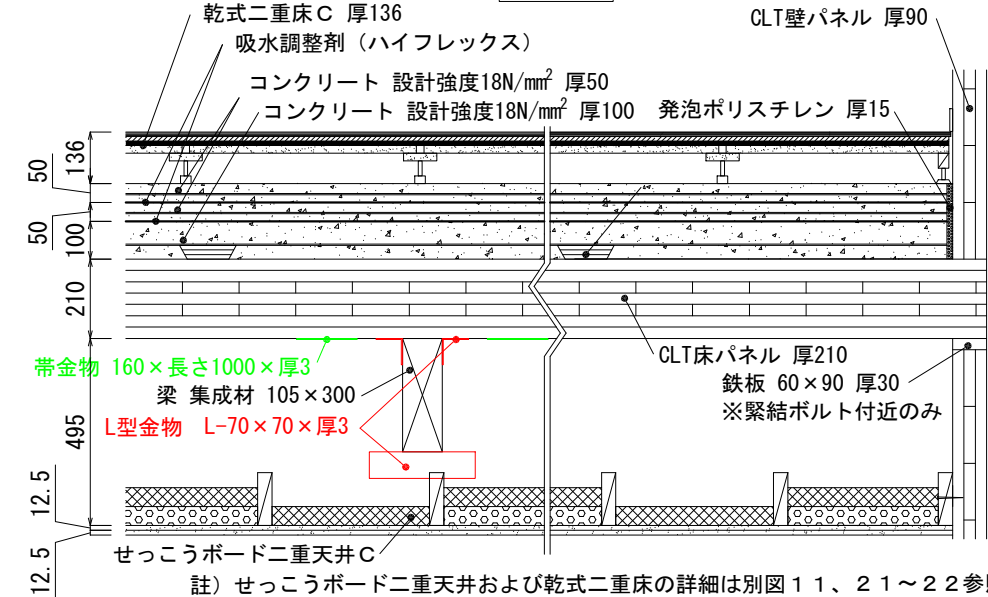 乾式二重床C 厚136
CLT壁パネル 厚90
吸水調整剤（ハイフレックス）
コンクリート 設計強度18N/mm² 厚50
コンクリート 設計強度18N/mm² 厚100
発泡ポリスチレン 厚15
136
50
50
100
210
495
12.5
12.5
帯金物 160×長さ1000×厚3
CLT床パネル 厚210
梁 集成材 105×300
鉄板 60×90 厚30
※緊結ボルト付近のみ
L型金物 L-70×70×厚3
せっこうボード二重天井C
註）せっこうボード二重天井および乾式二重床の詳細は別図１１、２１～２２参照